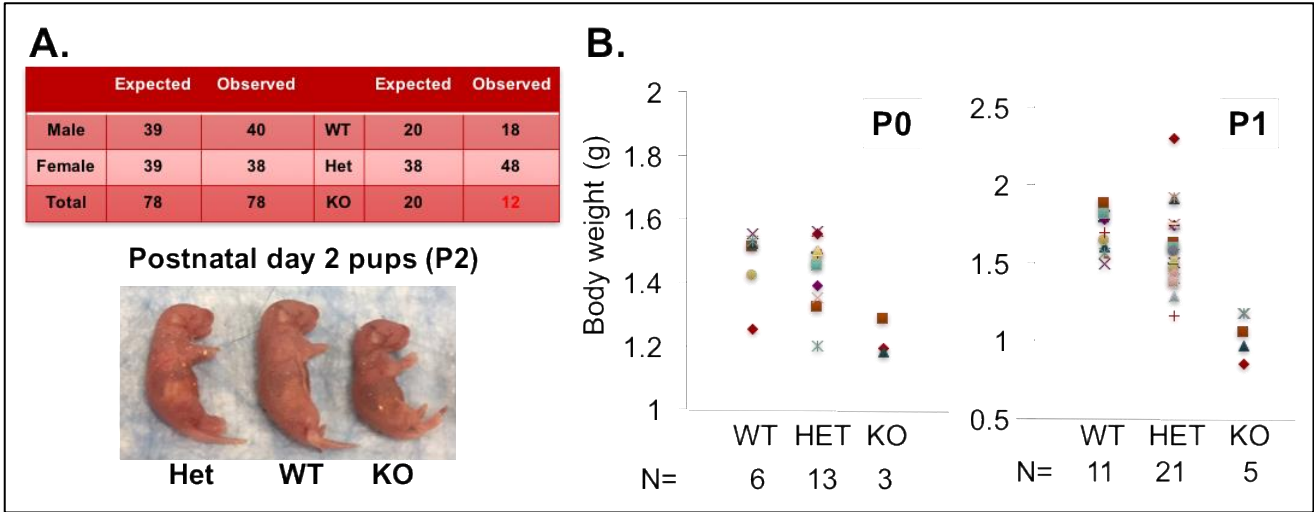 A.
Expected Observed Expected Observed
Male 39 40 WT 20 18
Female 39 38 Het 38 48
Total 78 78 KO 20 12
Postnatal day 2 pups (P2)
Het WT KO
B.
Body weight (g)
P0
2
1.8
1.6
1.4
1.2
1
WT HET KO
N= 6 13 3
P1
2.5
2
1.5
1
0.5
WT HET KO
N= 11 21 5